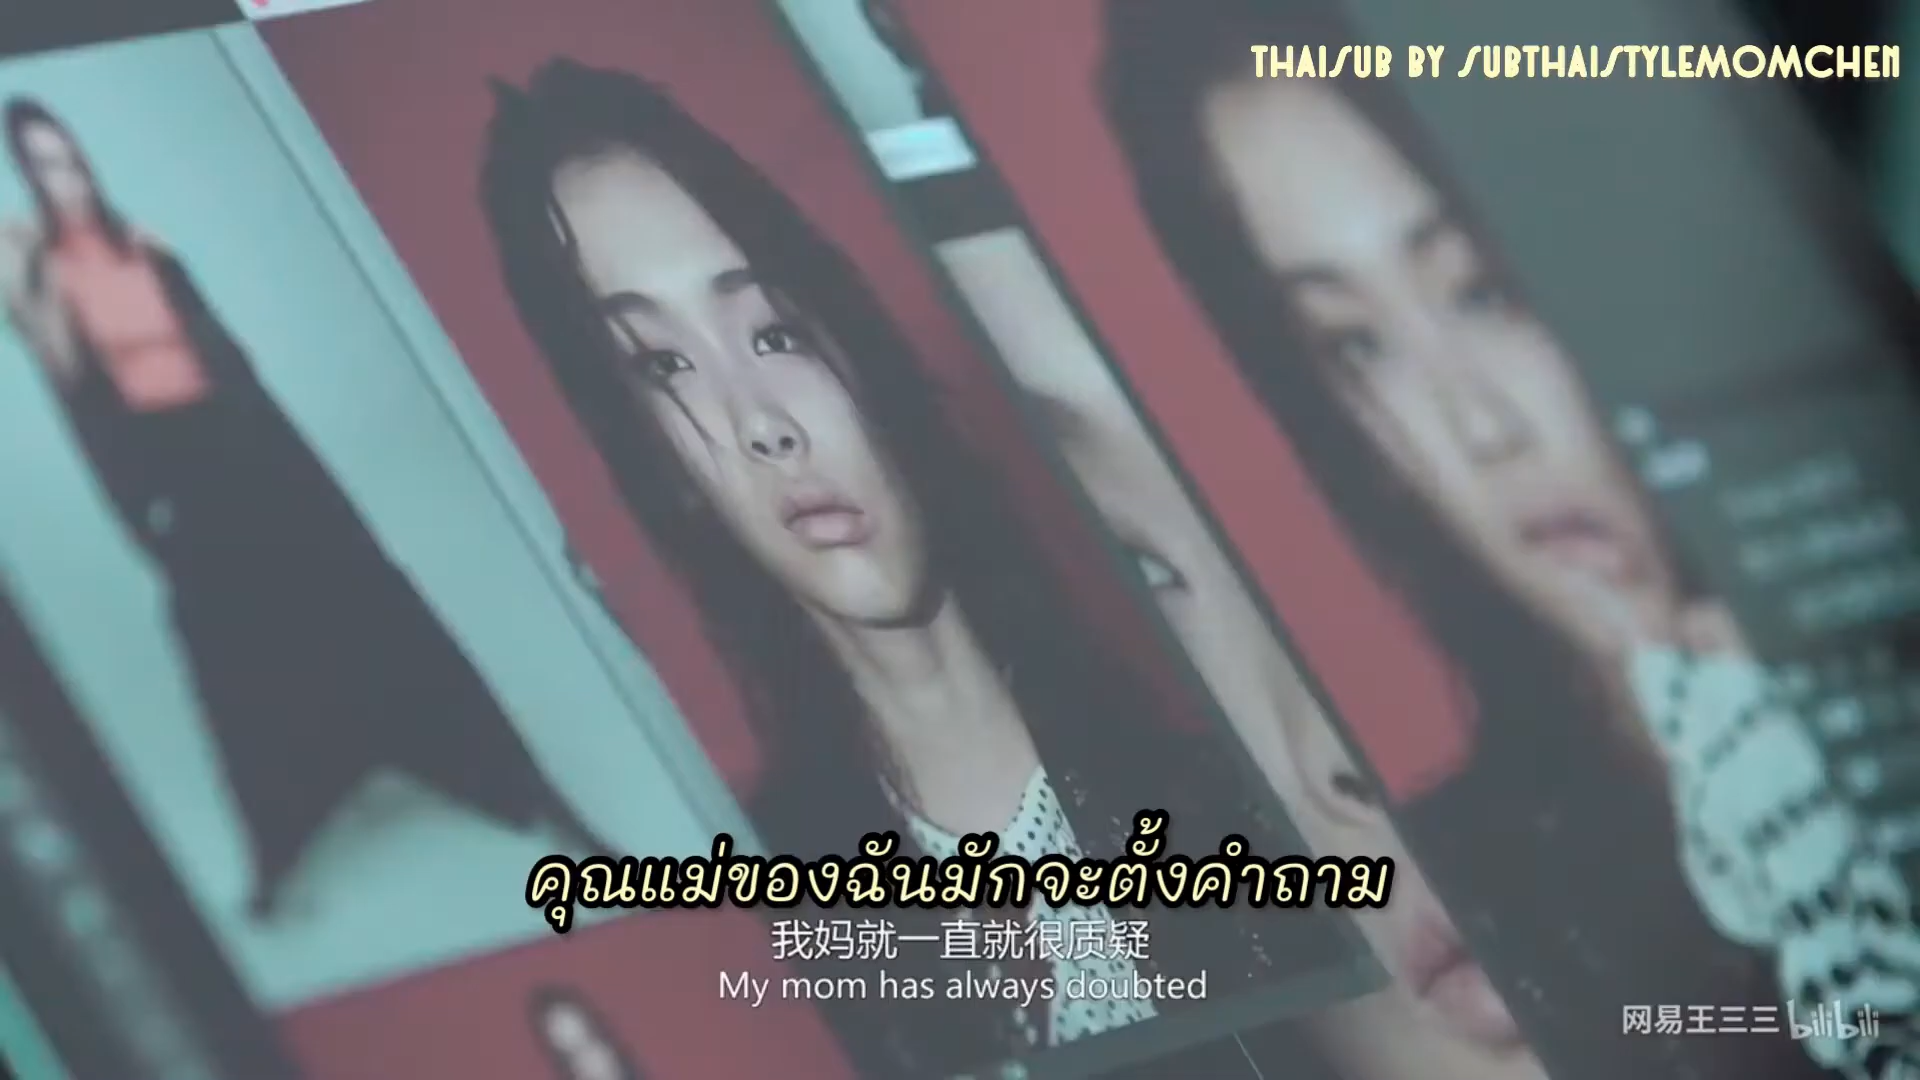 THAISUB BY SUBTHAISTYLEMOMCHEN
คุณแม่ของฉันมักจะตั้งคำถาม
我妈就一直就很质疑
My mom has always doubted
网易王三三 bilibili